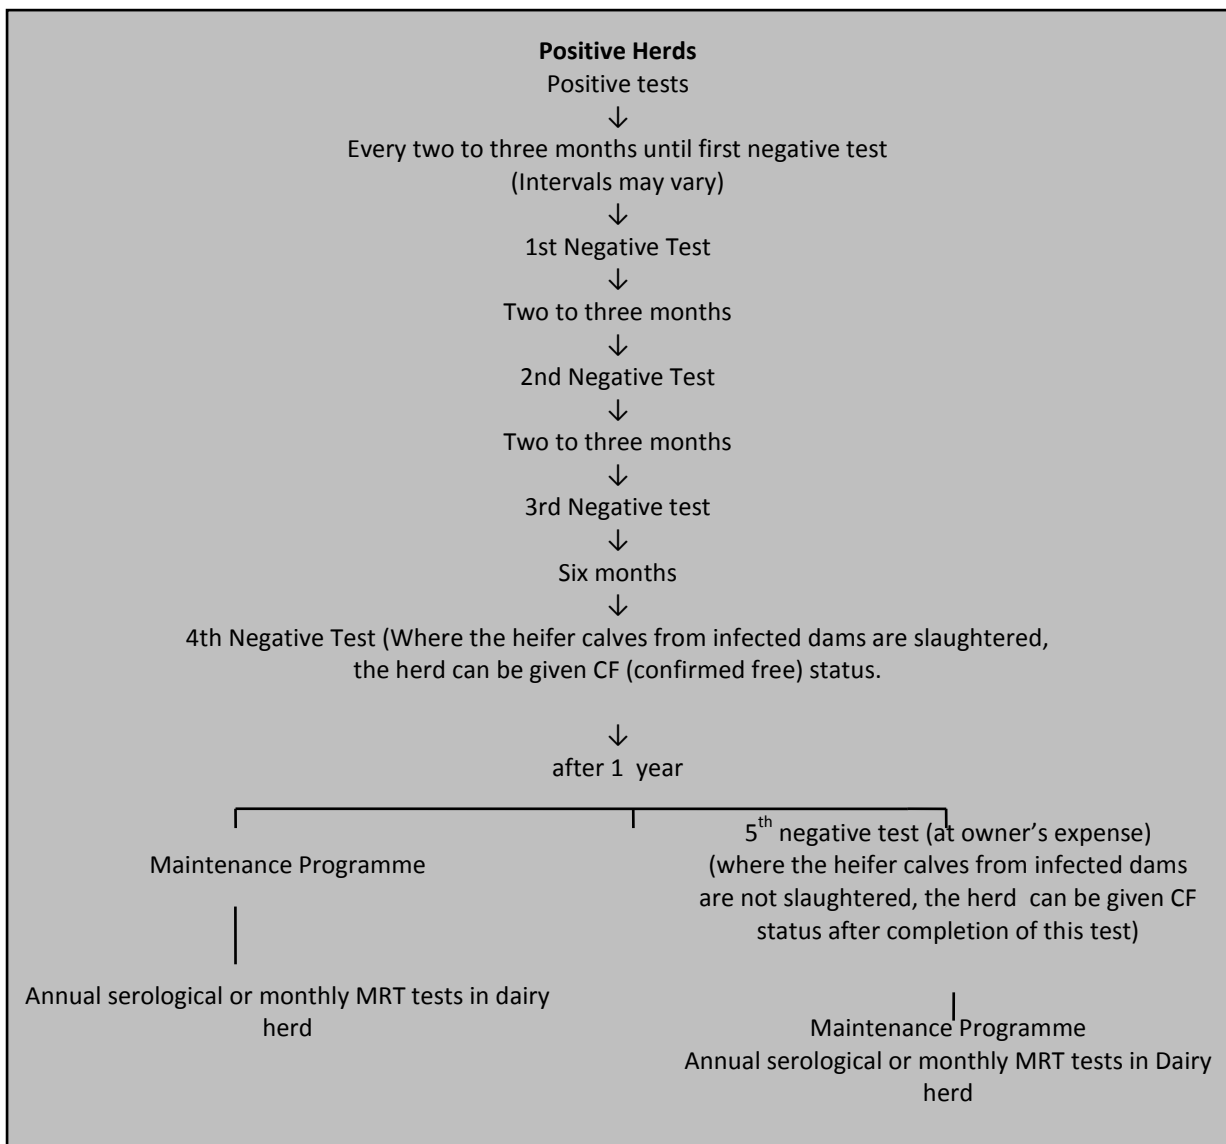 Positive Herds
Positive tests
↓
Every two to three months until first negative test
(Intervals may vary)
↓
1st Negative Test
↓
Two to three months
↓
2nd Negative Test
↓
Two to three months
↓
3rd Negative test
↓
Six months
↓
4th Negative Test (Where the heifer calves from infected dams are slaughtered,
the herd can be given CF (confirmed free) status.
↓
after 1 year
Maintenance Programme
Annual serological or monthly MRT tests in dairy
herd
5th negative test (at owner’s expense)
(where the heifer calves from infected dams
are not slaughtered, the herd can be given CF
status after completion of this test)
Maintenance Programme
Annual serological or monthly MRT tests in Dairy
herd